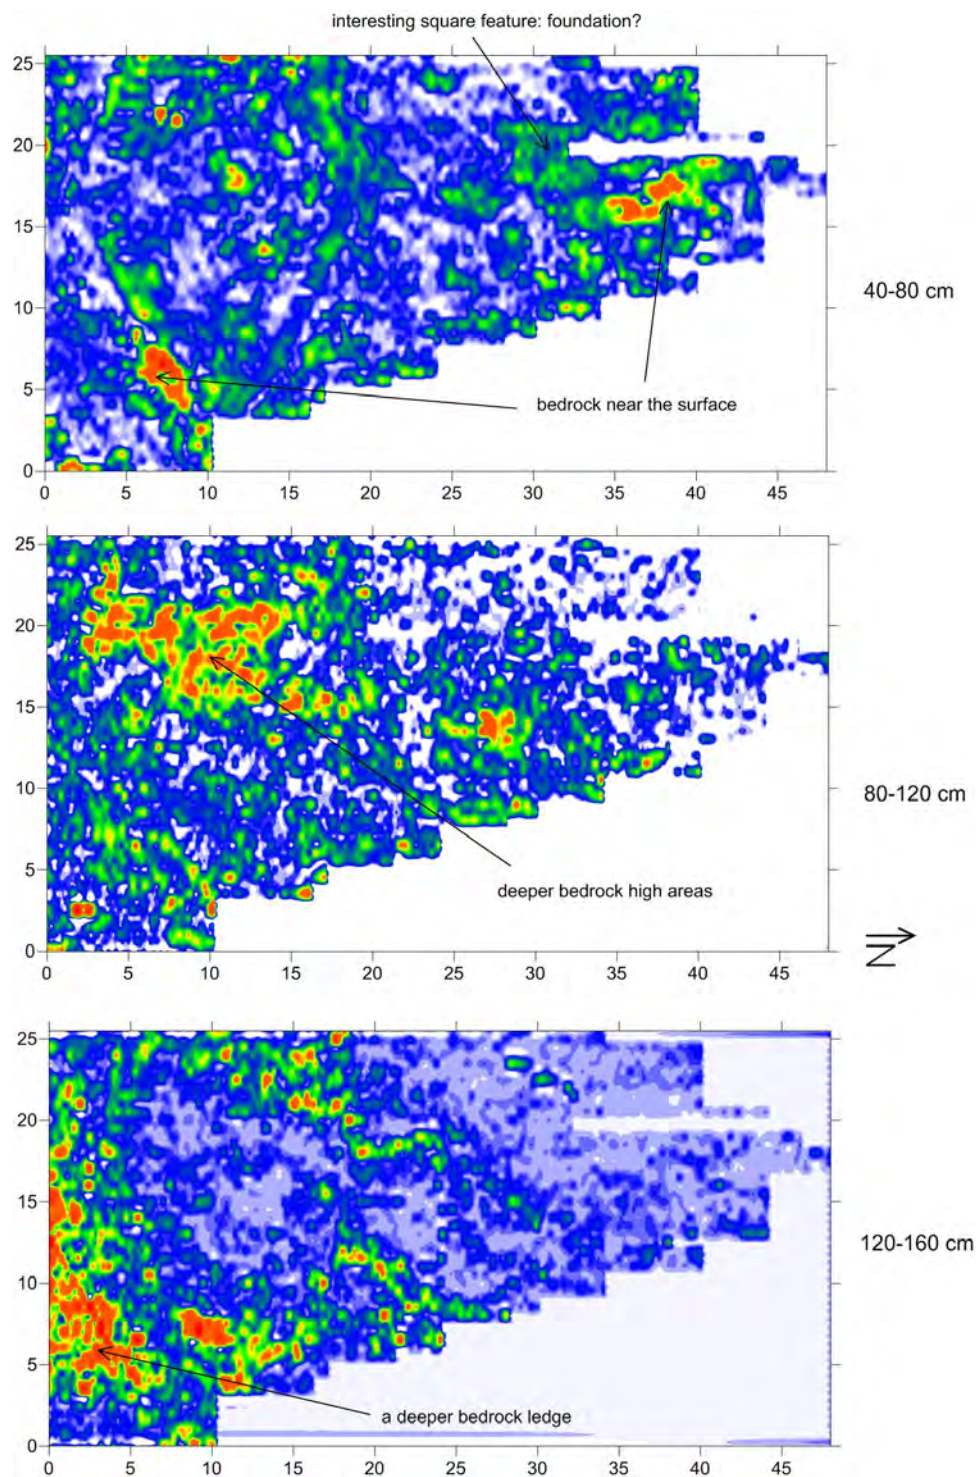 interesting square feature: foundation?
25
20
15
10
5
0
0 5 10 15 20 25 30 35 40 45
bedrock near the surface
40-80 cm
25
20
15
10
5
0
0 5 10 15 20 25 30 35 40 45
deeper bedrock high areas
80-120 cm
N
25
20
15
10
5
0
0 5 10 15 20 25 30 35 40 45
a deeper bedrock ledge
120-160 cm